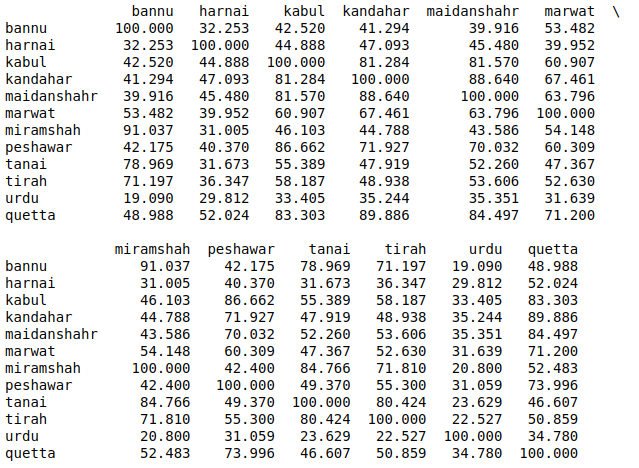 bannu harnai kabul kandahar maidanshahr marwat \
bannu 100.000 32.253 42.520 41.294 39.916 53.482
harnai 32.253 100.000 44.888 47.093 45.480 39.952
kabul 42.520 44.888 100.000 81.284 81.570 60.907
kandahar 41.294 47.093 81.284 100.000 88.640 67.461
maidanshahr 39.916 45.480 81.570 88.640 100.000 63.796
marwat 53.482 39.952 60.907 67.461 63.796 100.000
miramshah 91.037 31.005 46.103 44.788 43.586 54.148
peshawar 42.175 40.370 86.662 71.927 70.032 60.309
tanai 78.969 31.673 55.389 47.919 52.260 47.367
tirah 71.197 36.347 58.187 48.938 53.606 52.630
urdu 19.090 29.812 33.405 35.244 35.351 31.639
quetta 48.988 52.024 83.303 89.886 84.497 71.200
miramshah peshawar tanai tirah urdu quetta
bannu 91.037 42.175 78.969 71.197 19.090 48.988
harnai 31.005 40.370 31.673 36.347 29.812 52.024
kabul 46.103 86.662 55.389 58.187 33.405 83.303
kandahar 44.788 71.927 47.919 48.938 35.244 89.886
maidanshahr 43.586 70.032 52.260 53.606 35.351 84.497
marwat 54.148 60.309 47.367 52.630 31.639 71.200
miramshah 100.000 42.400 84.766 71.810 20.800 52.483
peshawar 42.400 100.000 49.370 55.300 31.059 73.996
tanai 84.766 49.370 100.000 80.424 23.629 46.607
tirah 71.810 55.300 80.424 100.000 22.527 50.859
urdu 20.800 31.059 23.629 22.527 100.000 34.780
quetta 52.483 73.996 46.607 50.859 34.780 100.000